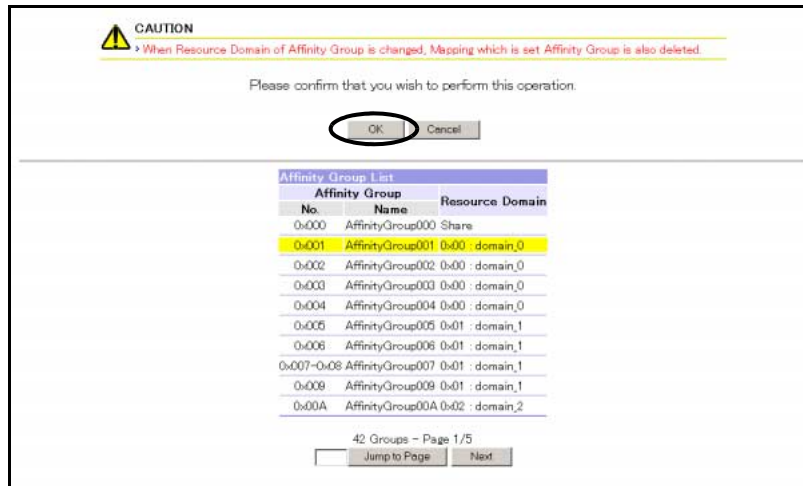 CAUTION
When Resource Domain of Affinity Group is changed, Mapping which is set Affinity Group is also deleted.
Please confirm that you wish to perform this operation.
OK Cancel
Affinity Group List
Affinity Group Resource Domain
No. Name
0x000 AffinityGroup000 Share
0x001 AffinityGroup001 0x00 : domain_0
0x002 AffinityGroup002 0x00 : domain_0
0x003 AffinityGroup003 0x00 : domain_0
0x004 AffinityGroup004 0x00 : domain_0
0x005 AffinityGroup005 0x01 : domain_1
0x006 AffinityGroup006 0x01 : domain_1
0x007-0x08 AffinityGroup007 0x01 : domain_1
0x009 AffinityGroup009 0x01 : domain_1
0x00A AffinityGroup00A 0x02 : domain_2
42 Groups - Page 1/5
Jump to Page Next